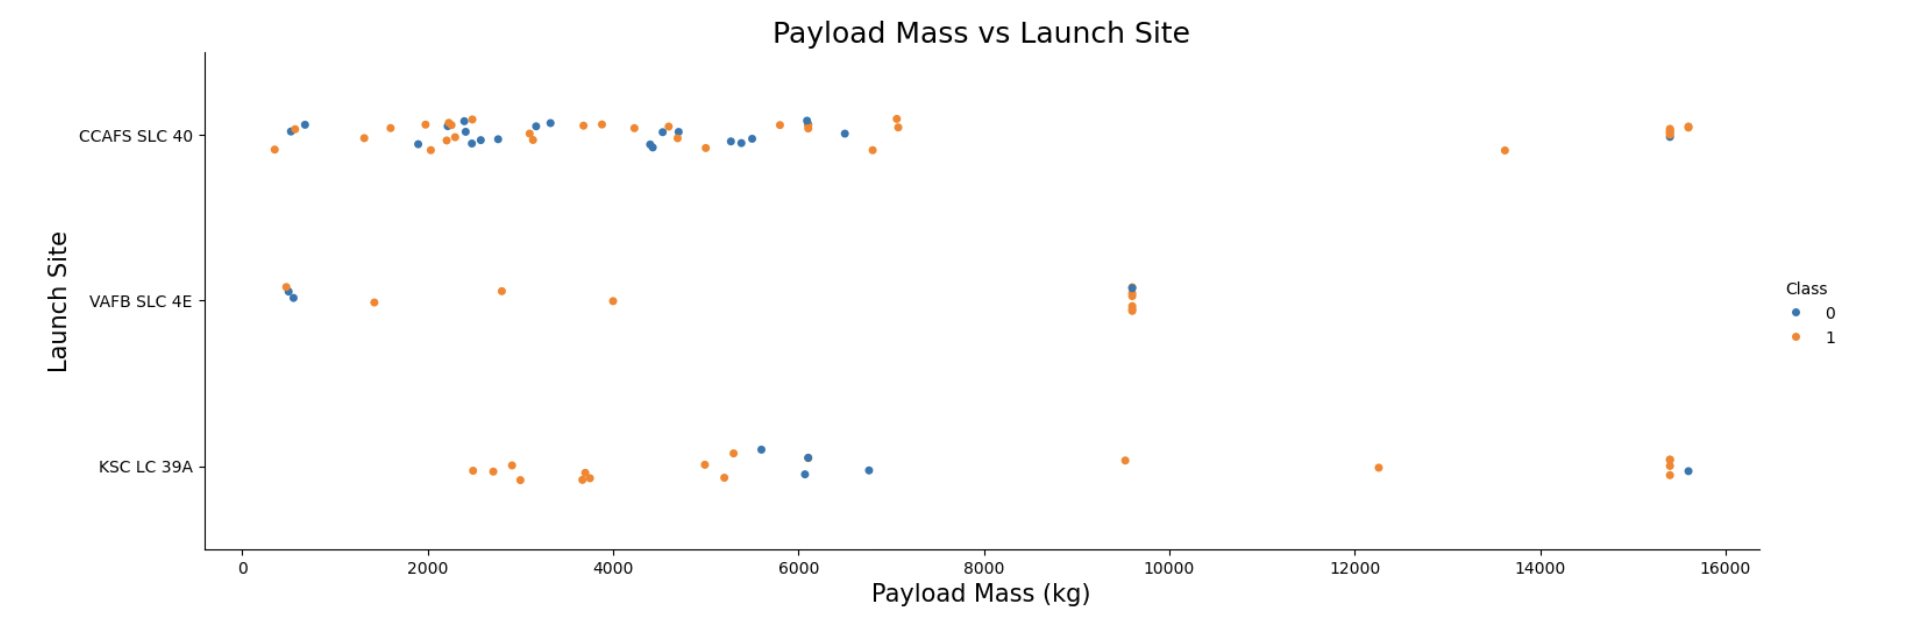 Payload Mass vs Launch Site
CCAFS SLC 40
VAFB SLC 4E
KSC LC 39A
Launch Site
0 2000 4000 6000 8000 10000 12000 14000 16000
Payload Mass (kg)
Class
0
1